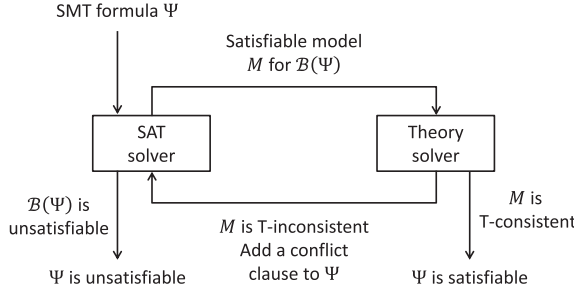 SMT formula Ψ
Satisfiable model
M for ℬ(Ψ)
SAT
solver
Theory
solver
ℬ(Ψ) is
unsatisfiable
M is T-inconsistent
Add a conflict
clause to Ψ
M is
T-consistent
Ψ is unsatisfiable
Ψ is satisfiable